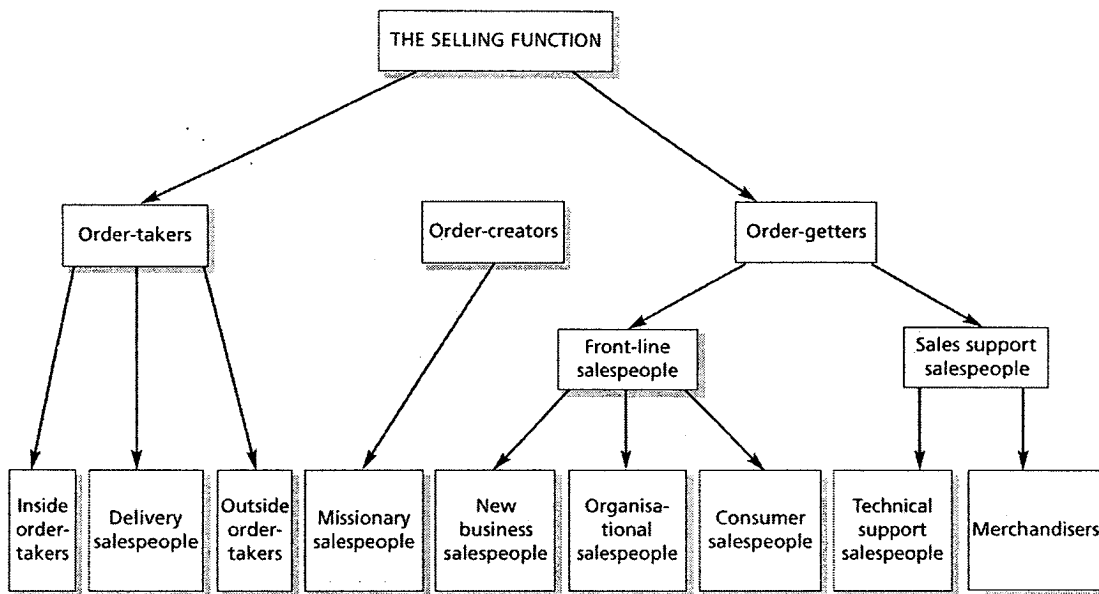 THE SELLING FUNCTION
Order-takers
Order-creators
Order-getters
Front-line
salespeople
Sales support
salespeople
Inside
order-
takers
Delivery
salespeople
Outside
order-
takers
Missionary
salespeople
New
business
salespeople
Organisa-
tional
salespeople
Consumer
salespeople
Technical
support
salespeople
Merchandisers